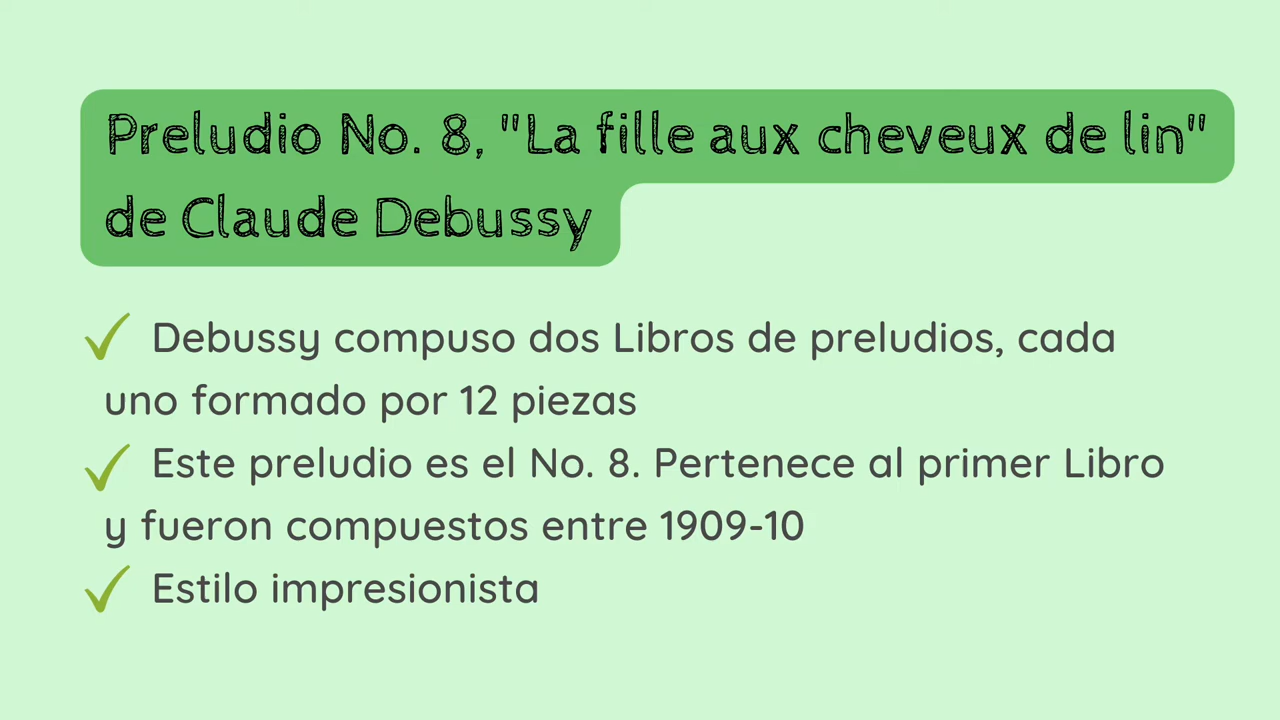 Preludio No. 8, "La fille aux cheveux de lin"
de Claude Debussy
Debussy compuso dos Libros de preludios, cada
uno formado por 12 piezas
Este preludio es el No. 8. Pertenece al primer Libro
y fueron compuestos entre 1909-10
Estilo impresionista